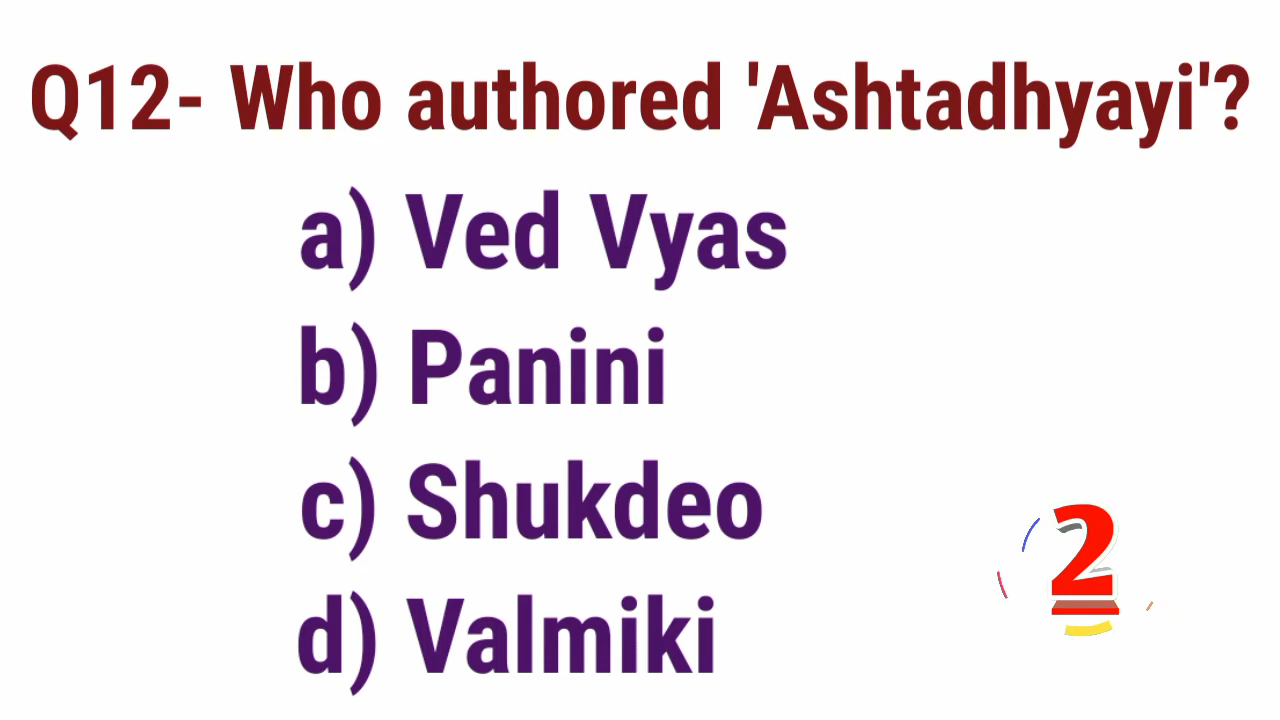 Q12- Who authored 'Ashtadhyayi'?
a) Ved Vyas
b) Panini
c) Shukdeo
d) Valmiki
2